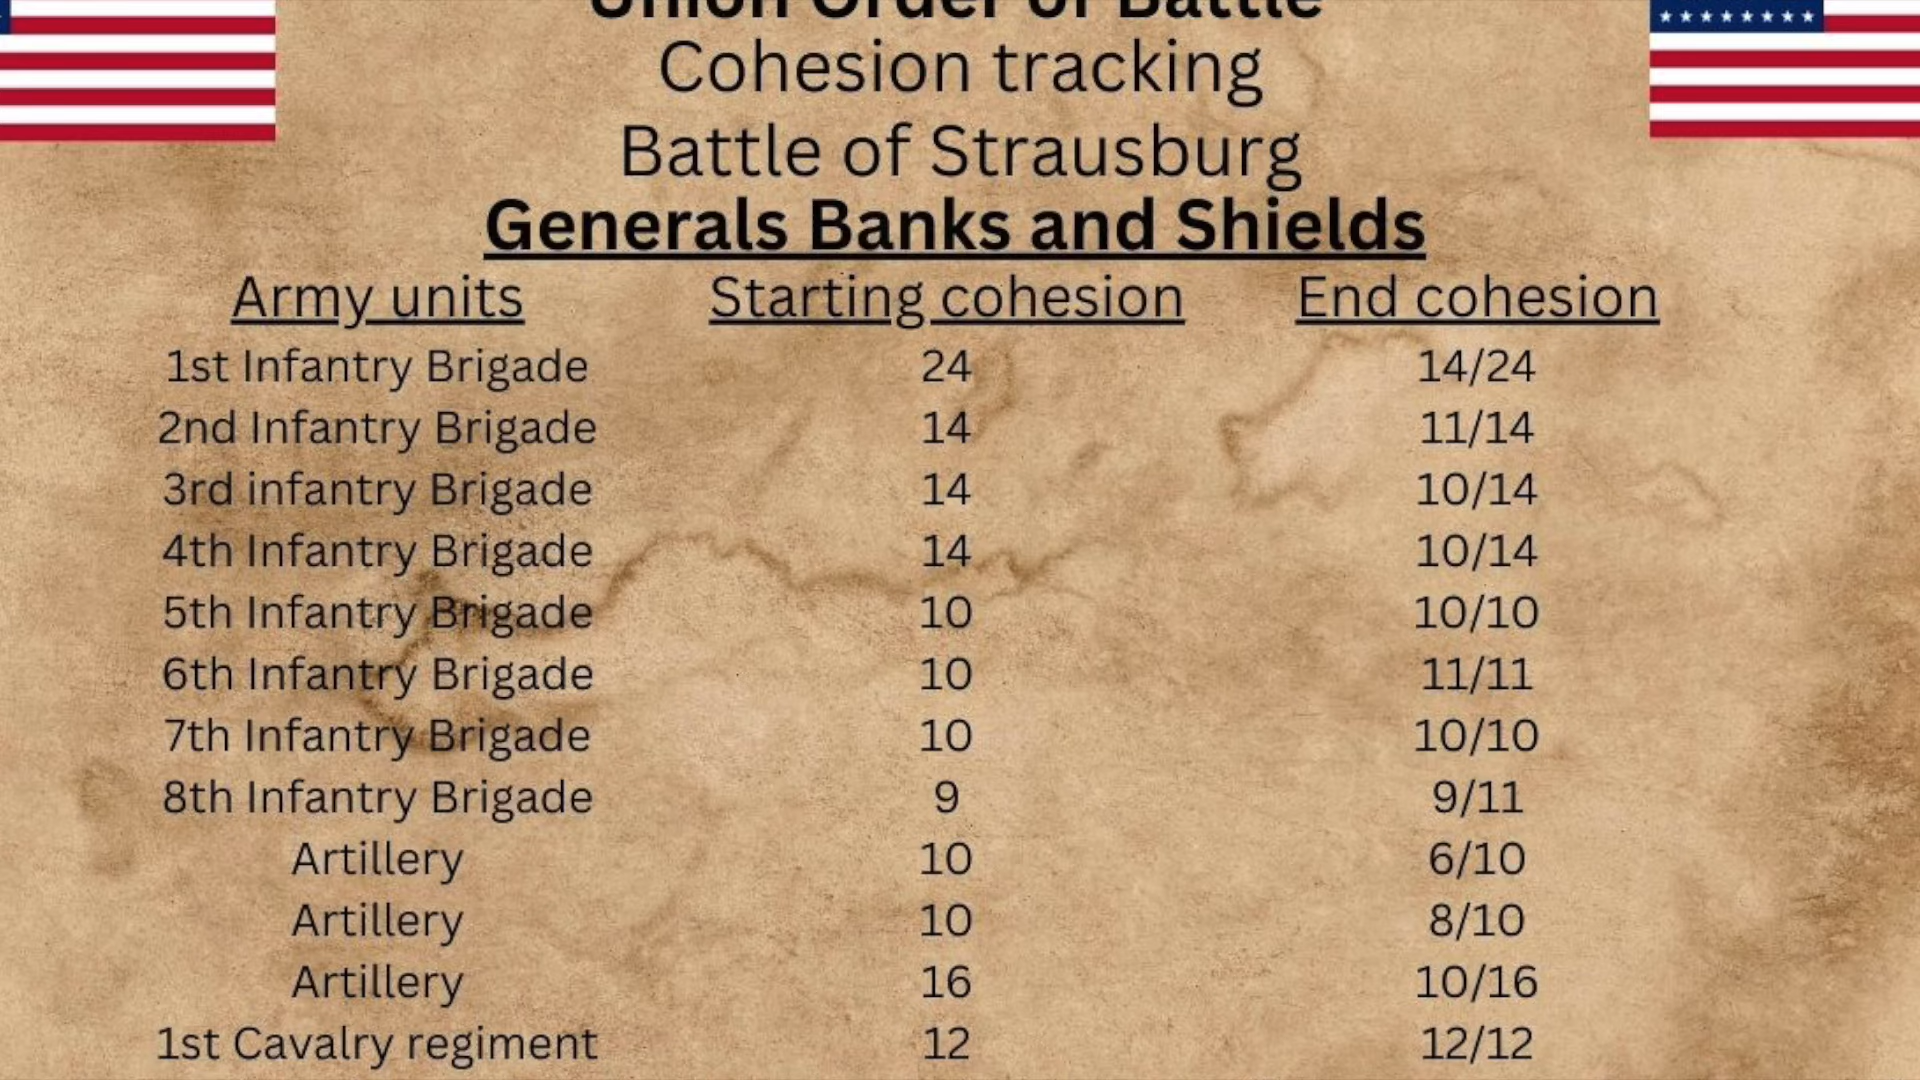 Union Order of Battle
Cohesion tracking
Battle of Strausburg
Generals Banks and Shields
Army units Starting cohesion End cohesion
1st Infantry Brigade 24 14/24
2nd Infantry Brigade 14 11/14
3rd infantry Brigade 14 10/14
4th Infantry Brigade 14 10/14
5th Infantry Brigade 10 10/10
6th Infantry Brigade 10 11/11
7th Infantry Brigade 10 10/10
8th Infantry Brigade 9 9/11
Artillery 10 6/10
Artillery 10 8/10
Artillery 16 10/16
1st Cavalry regiment 12 12/12